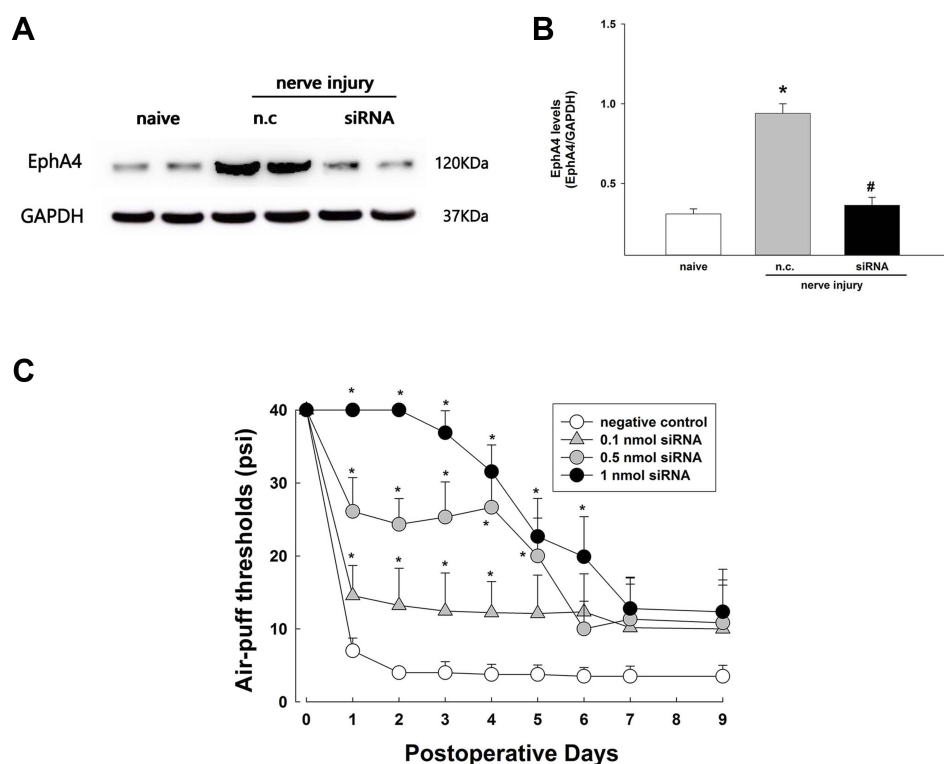 A
nerve injury
naive n.c siRNA
EphA4 120KDa
GAPDH 37KDa
B
EphA4 levels
(EphA4/GAPDH)
1.5
1.0
0.5
*
#
naive n.c. siRNA
nerve injury
C
Air-puff thresholds (psi)
40
30
20
10
0
* * * * * *
* * * * *
* * * *
negative control
0.1 nmol siRNA
0.5 nmol siRNA
1 nmol siRNA
0 1 2 3 4 5 6 7 8 9
Postoperative Days